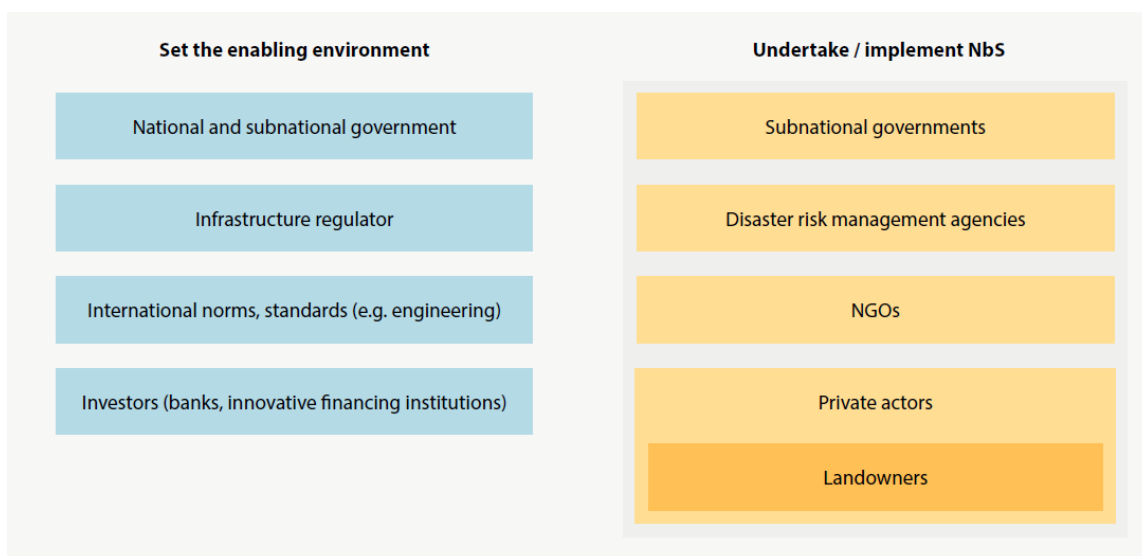 Set the enabling environment
National and subnational government
Infrastructure regulator
International norms, standards (e.g. engineering)
Investors (banks, innovative financing institutions)
Undertake / implement NbS
Subnational governments
Disaster risk management agencies
NGOs
Private actors
Landowners